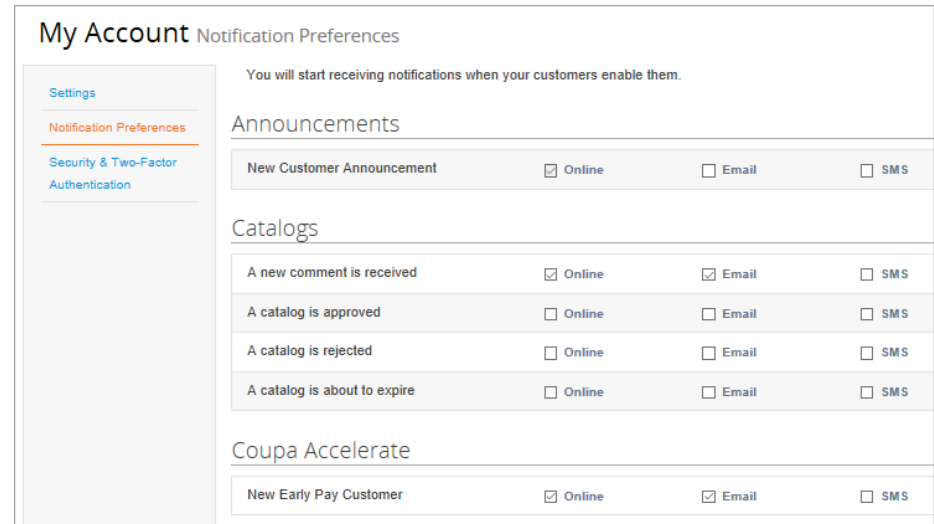 My Account Notification Preferences
You will start receiving notifications when your customers enable them.
Settings
Notification Preferences
Security & Two-Factor
Authentication
Announcements
New Customer Announcement Online Email SMS
Catalogs
A new comment is received Online Email SMS
A catalog is approved Online Email SMS
A catalog is rejected Online Email SMS
A catalog is about to expire Online Email SMS
Coupa Accelerate
New Early Pay Customer Online Email SMS